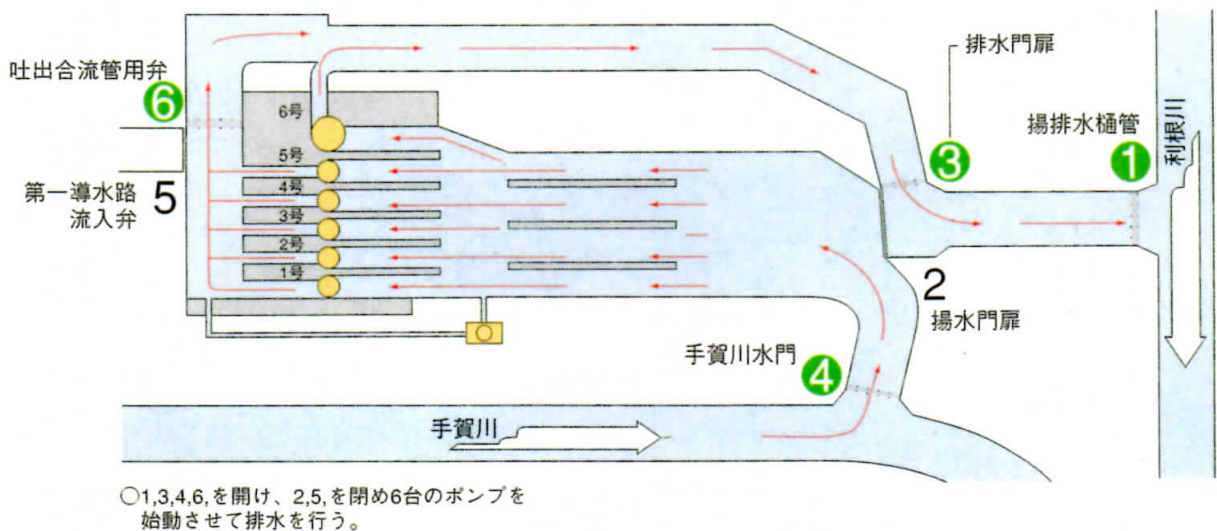 排水門扉
吐出合流管用弁
6
3
揚排水樋管
1
利根川
6号
5号
4号
3号
2号
1号
第一導水路
流入弁
5
2
揚水門扉
手賀川水門
4
手賀川
○1,3,4,6,を開け、2,5,を閉め6台のポンプを
始動させて排水を行う。